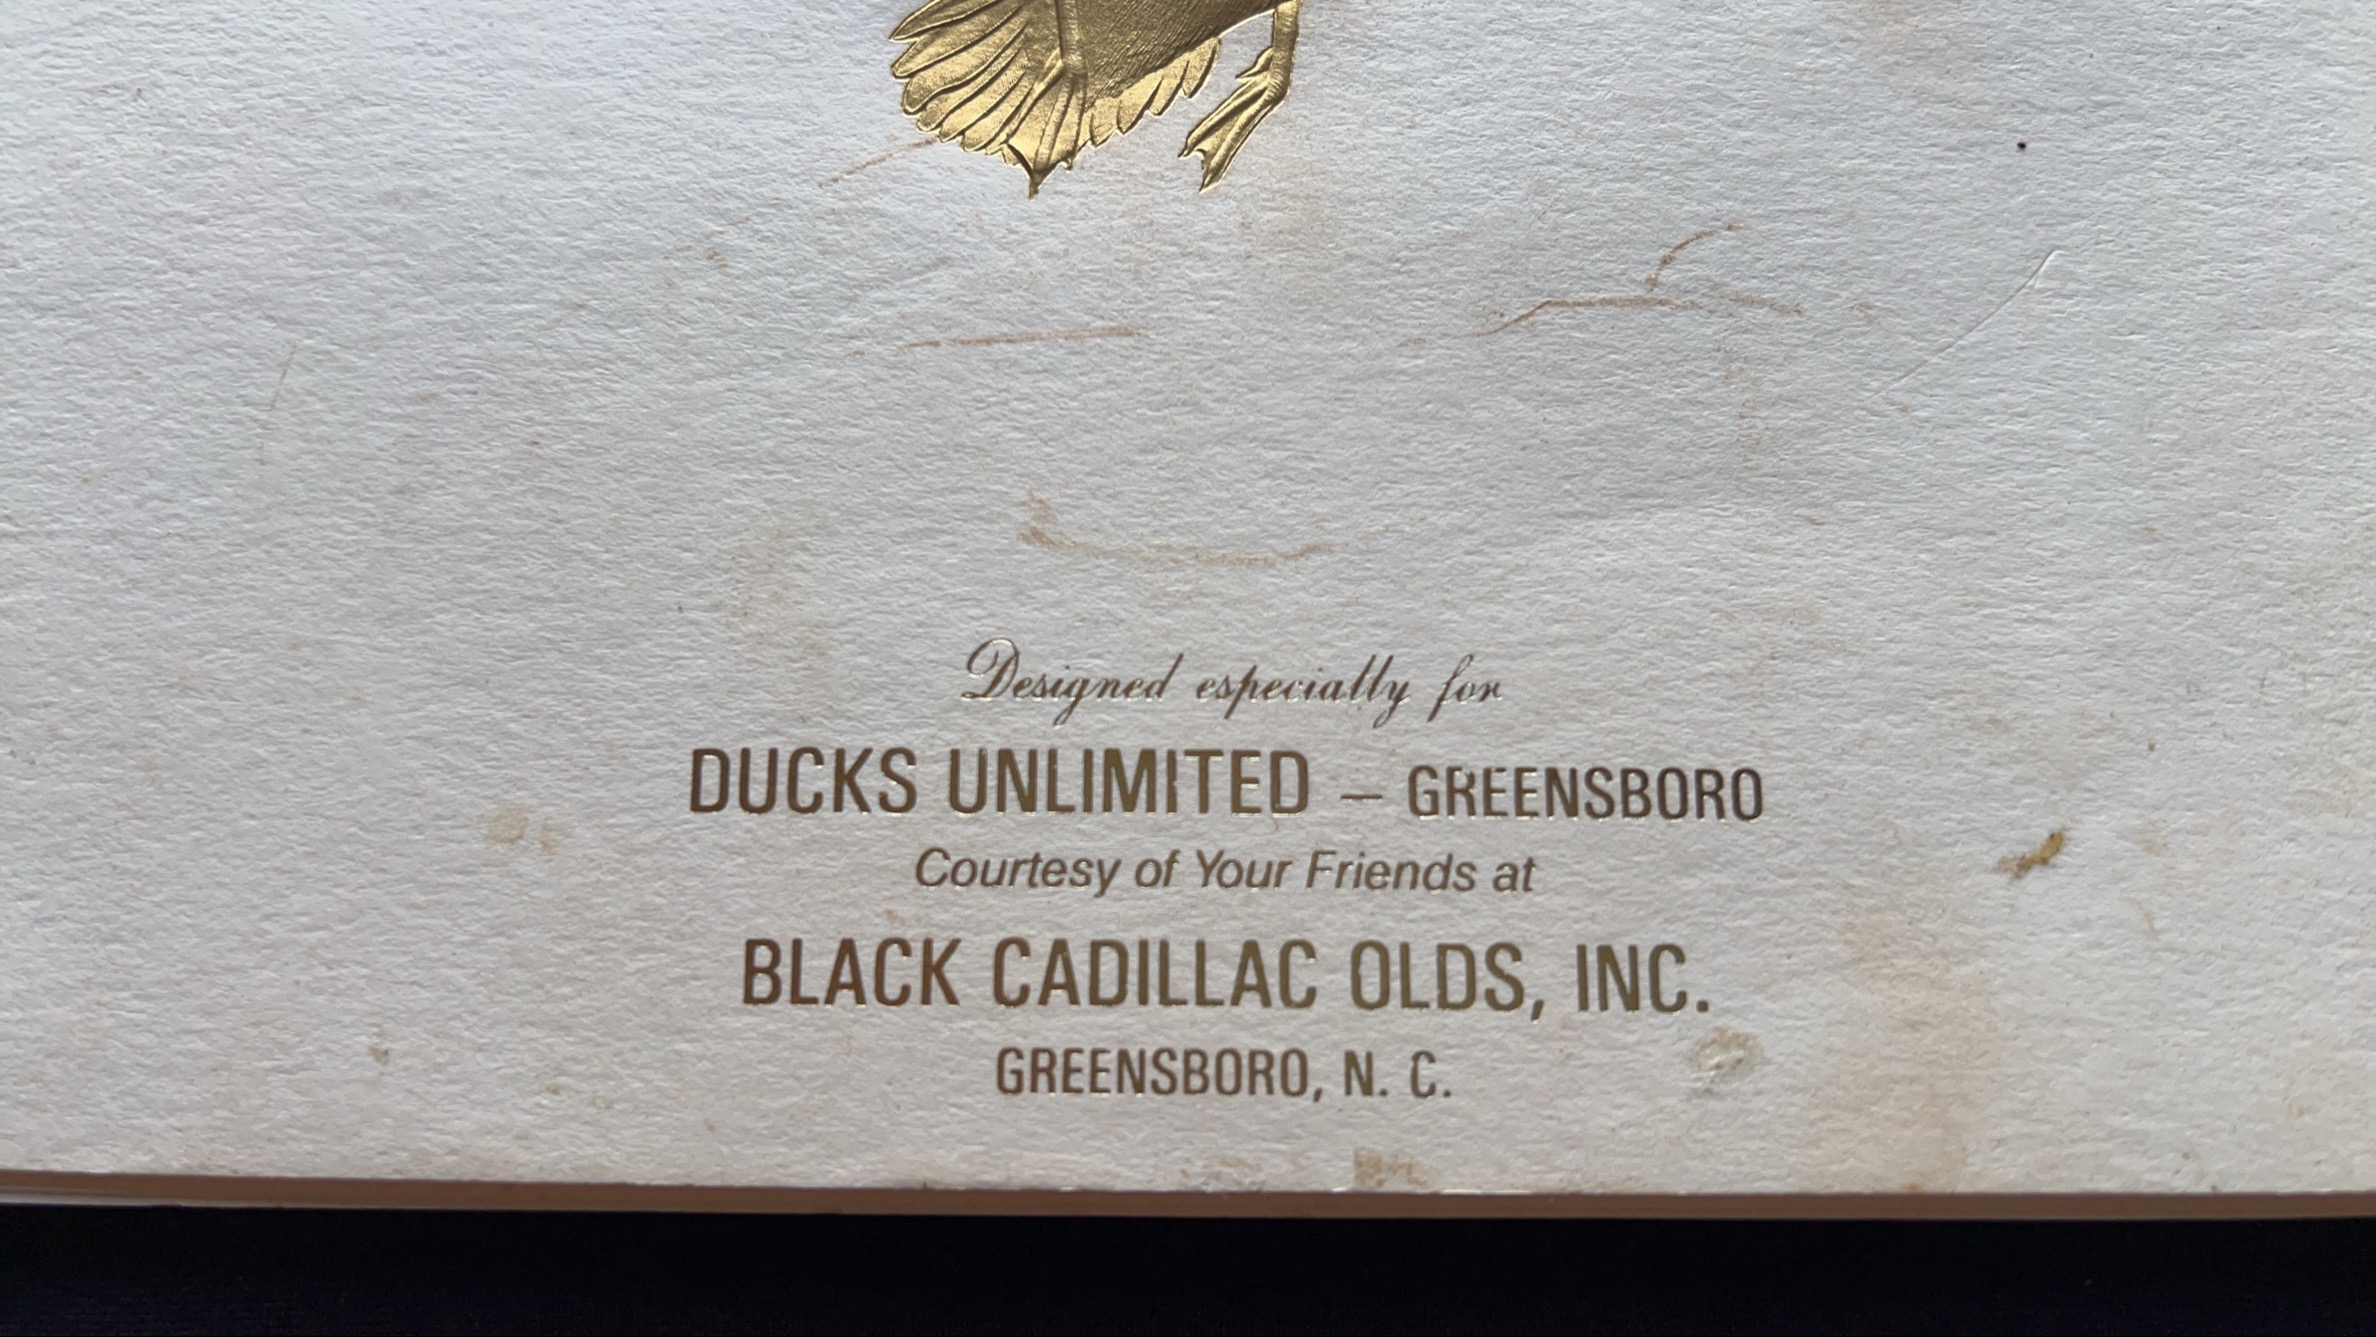 Designed especially for
DUCKS UNLIMITED – GREENSBORO
Courtesy of Your Friends at
BLACK CADILLAC OLDS, INC.
GREENSBORO, N. C.